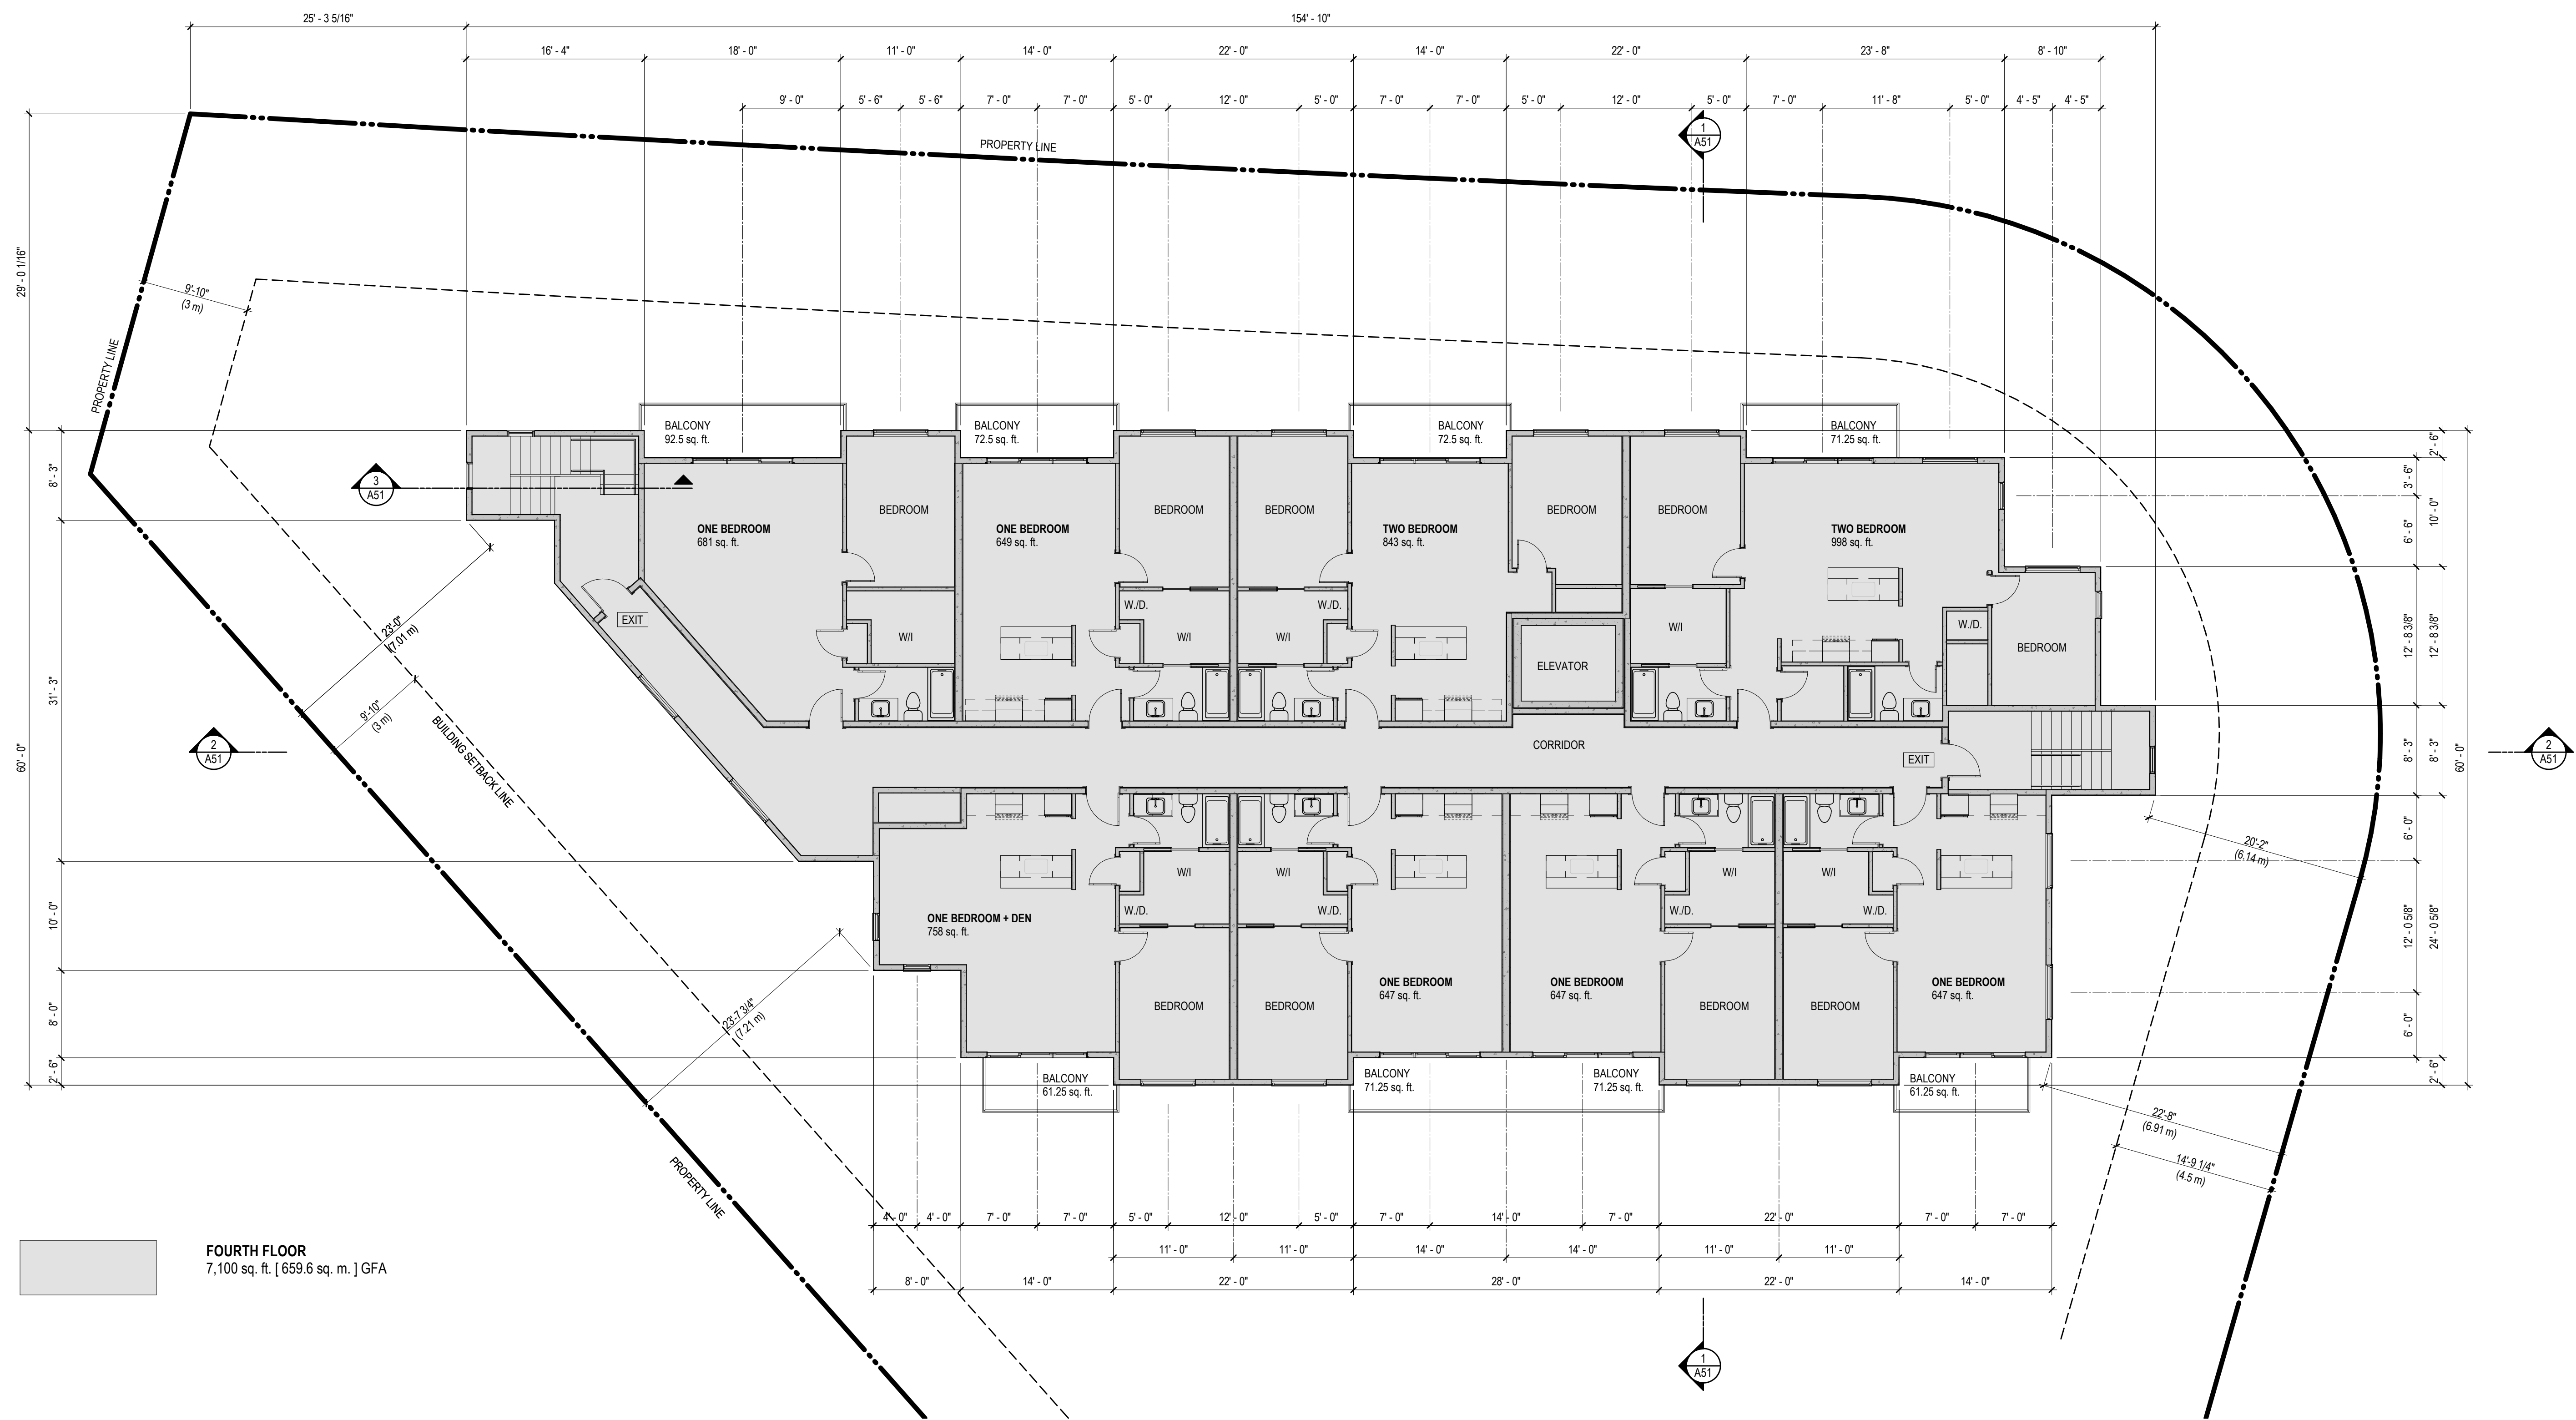 25' - 3 5/16"
154' - 10"
16' - 4"
18' - 0"
11' - 0"
14' - 0"
22' - 0"
14' - 0"
22' - 0"
23' - 8"
8' - 10"
9' - 0"
5' - 6"
5' - 6"
7' - 0"
7' - 0"
5' - 0"
12' - 0"
5' - 0"
7' - 0"
7' - 0"
5' - 0"
12' - 0"
5' - 0"
7' - 0"
11' - 8"
5' - 0"
4' - 5"
4' - 5"
PROPERTY LINE
1
A51
29' - 0 1/16"
9'-10"
(3 m)
PROPERTY LINE
BALCONY
92.5 sq. ft.
BALCONY
72.5 sq. ft.
BALCONY
72.5 sq. ft.
BALCONY
71.25 sq. ft.
2' - 6"
3' - 6"
10' - 0"
6' - 6"
8' - 3"
3
A51
BEDROOM
BEDROOM
BEDROOM
BEDROOM
BEDROOM
ONE BEDROOM
681 sq. ft.
ONE BEDROOM
649 sq. ft.
TWO BEDROOM
843 sq. ft.
TWO BEDROOM
998 sq. ft.
EXIT
W./D.
W./D.
W/I
W/I
W/I
W/I
W./D.
BEDROOM
ELEVATOR
12' - 8 3/8"
12' - 8 3/8"
23'-0"
(7.01 m)
9'-10"
(3 m)
31' - 3"
60' - 0"
2
A51
BUILDING SETBACK LINE
CORRIDOR
EXIT
8' - 3"
8' - 3"
60' - 0"
2
A51
20'-2"
(6.14 m)
6' - 0"
W/I
W/I
W/I
W/I
W./D.
W./D.
W./D.
W./D.
ONE BEDROOM + DEN
758 sq. ft.
10' - 0"
12' - 0 5/8"
24' - 0 5/8"
ONE BEDROOM
647 sq. ft.
ONE BEDROOM
647 sq. ft.
ONE BEDROOM
647 sq. ft.
BEDROOM
BEDROOM
BEDROOM
BEDROOM
23'-7 3/4"
(7.21 m)
8' - 0"
6' - 0"
2' - 6"
2' - 6"
BALCONY
61.25 sq. ft.
BALCONY
71.25 sq. ft.
BALCONY
71.25 sq. ft.
BALCONY
61.25 sq. ft.
22'-8"
(6.91 m)
14'-9 1/4"
(4.5 m)
PROPERTY LINE
4' - 0"
4' - 0"
7' - 0"
7' - 0"
5' - 0"
12' - 0"
5' - 0"
7' - 0"
14' - 0"
7' - 0"
22' - 0"
7' - 0"
7' - 0"
11' - 0"
11' - 0"
14' - 0"
14' - 0"
11' - 0"
11' - 0"
8' - 0"
14' - 0"
22' - 0"
28' - 0"
22' - 0"
14' - 0"
FOURTH FLOOR
7,100 sq. ft. [ 659.6 sq. m. ] GFA
1
A51